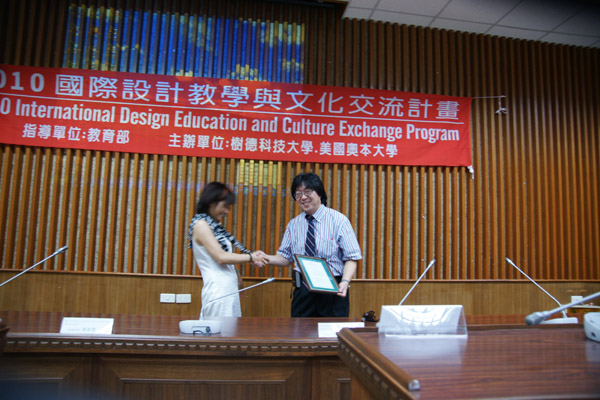 010 國際設計教學與文化交流計畫
0 International Design Education and Culture Exchange Program
指導單位:教育部 主辦單位:樹德科技大學.美國奧本大學